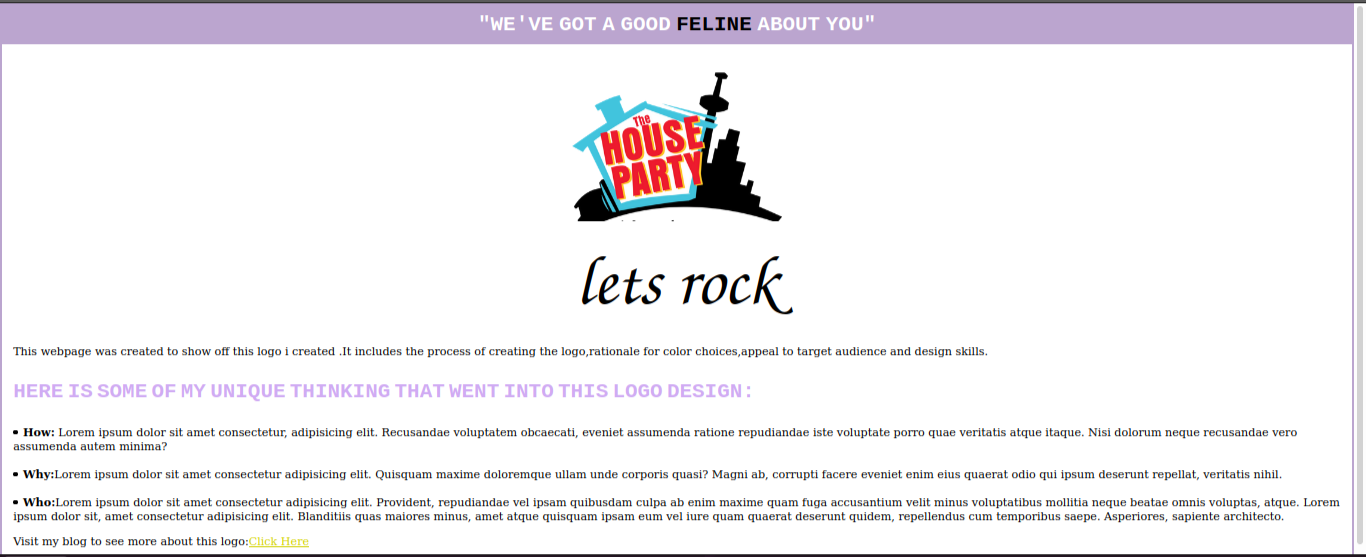 "WE'VE GOT A GOOD FELINE ABOUT YOU"
The
HOUSE
PARTY
lets rock
This webpage was created to show off this logo i created .It includes the process of creating the logo,rationale for color choices,appeal to target audience and design skills.
HERE IS SOME OF MY UNIQUE THINKING THAT WENT INTO THIS LOGO DESIGN:
• How: Lorem ipsum dolor sit amet consectetur, adipisicing elit. Recusandae voluptatem obcaecati, eveniet assumenda ratione repudiandae iste voluptate porro quae veritatis atque itaque. Nisi dolorum neque recusandae vero
assumenda autem minima?
• Why:Lorem ipsum dolor sit amet consectetur adipisicing elit. Quisquam maxime doloremque ullam unde corporis quasi? Magni ab, corrupti facere eveniet enim eius quaerat odio qui ipsum deserunt repellat, veritatis nihil.
• Who:Lorem ipsum dolor sit amet consectetur adipisicing elit. Provident, repudiandae vel ipsam quibusdam culpa ab enim maxime quam fuga accusantium velit minus voluptatibus mollitia neque beatae omnis voluptas, atque. Lorem
ipsum dolor sit, amet consectetur adipisicing elit. Blanditiis quas maiores minus, amet atque quisquam ipsam eum vel iure quam quaerat deserunt quidem, repellendus cum temporibus saepe. Asperiores, sapiente architecto.
Visit my blog to see more about this logo:Click Here